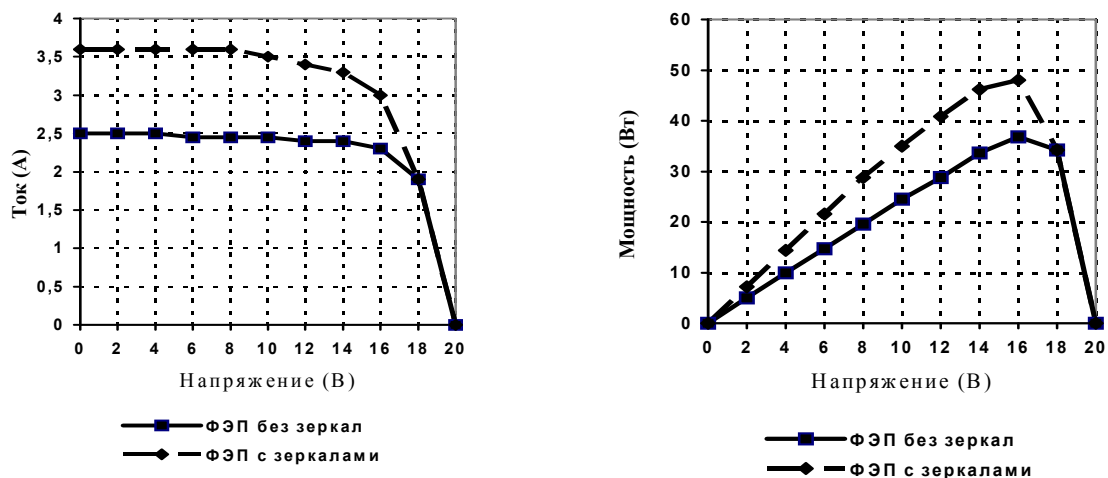 4
3,5
3
2,5
2
1,5
1
0,5
0
Ток (А)
0 2 4 6 8 10 12 14 16 18 20
Напряжение (В)
ФЭП без зеркал
ФЭП с зеркалами
60
50
40
30
20
10
0
Мощность (Вт)
0 2 4 6 8 10 12 14 16 18 20
Напряжение (В)
ФЭП без зеркал
ФЭП с зеркалами